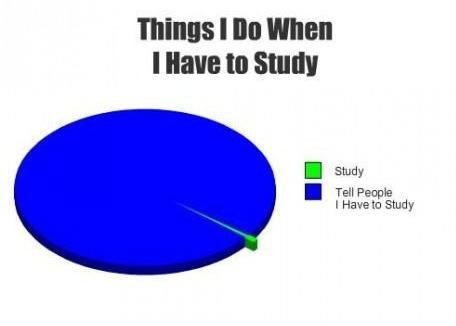 Things I Do When
I Have to Study
Study
Tell People
I Have to Study